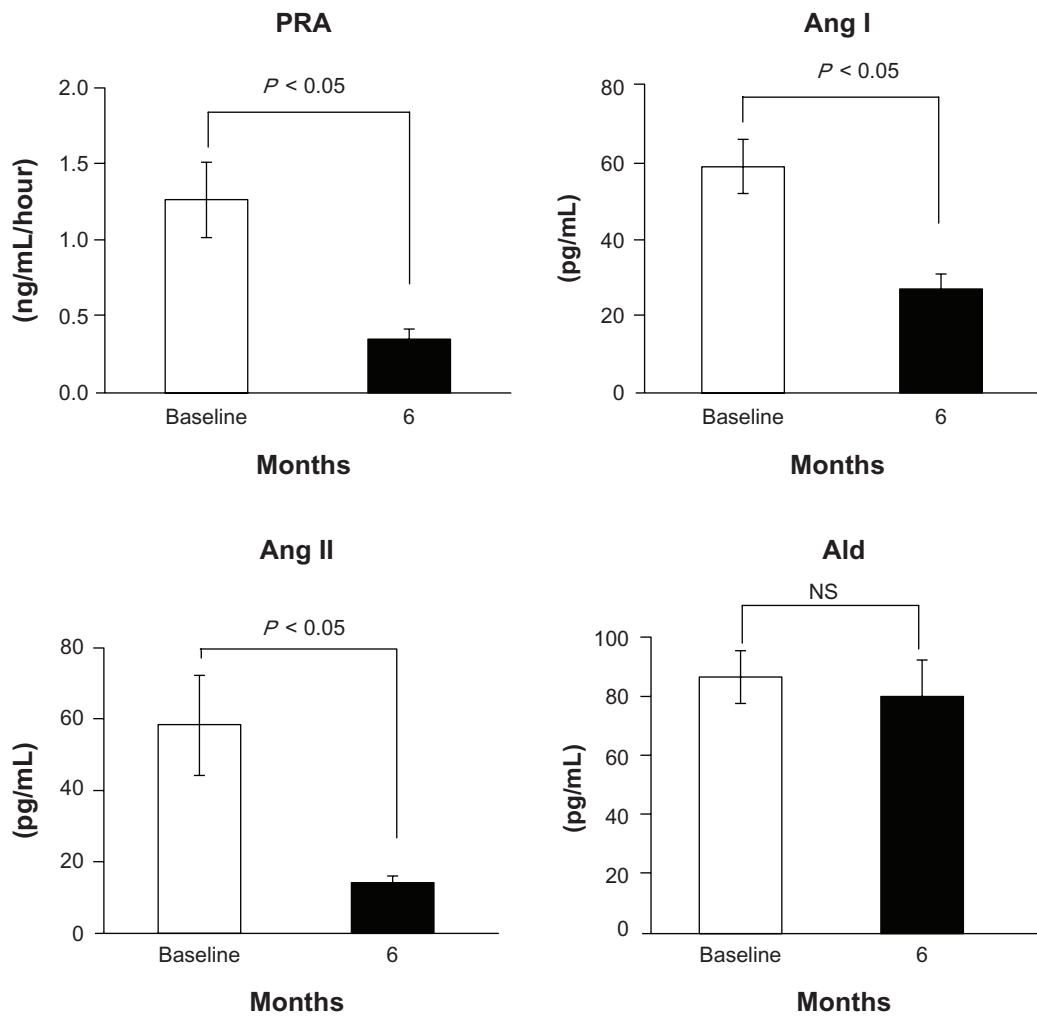 PRA
P < 0.05
(ng/mL/hour)
2.0
1.5
1.0
0.5
0.0
Baseline 6
Months
Ang I
P < 0.05
(pg/mL)
80
60
40
20
0
Baseline 6
Months
Ang II
P < 0.05
(pg/mL)
80
60
40
20
0
Baseline 6
Months
Ald
NS
(pg/mL)
100
80
60
40
20
0
Baseline 6
Months